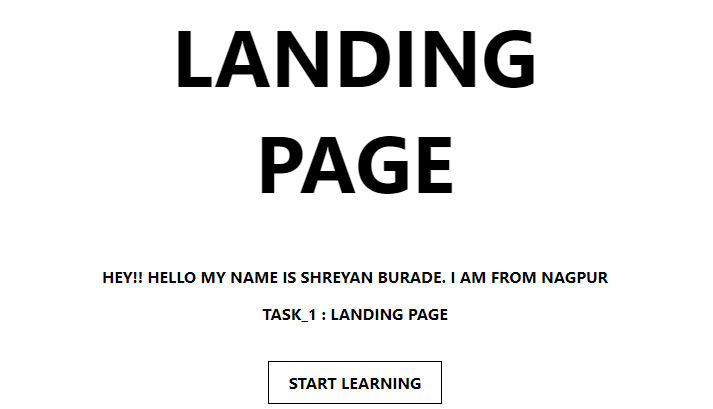 LANDING
PAGE
HEY!! HELLO MY NAME IS SHREYAN BURADE. I AM FROM NAGPUR
TASK_1 : LANDING PAGE
START LEARNING